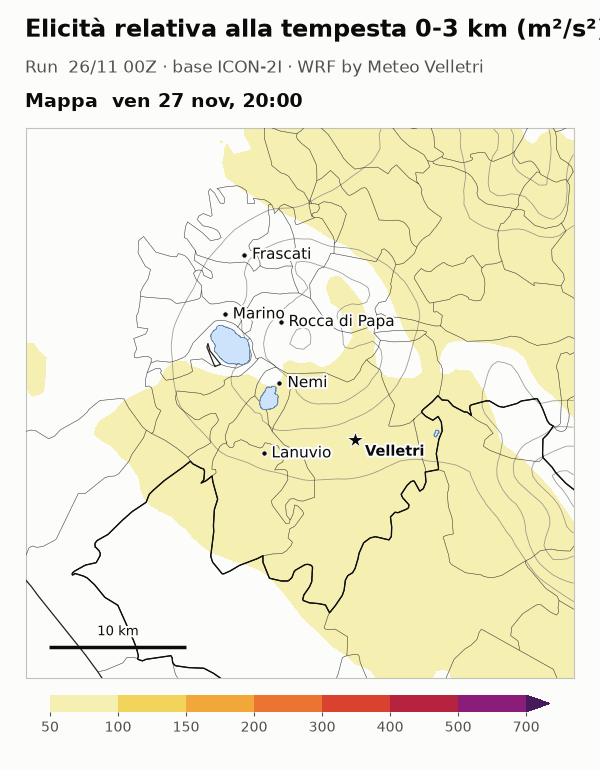 Elicità relativa alla tempesta 0-3 km (m²/s²)
Run 26/11 00Z · base ICON-2I · WRF by Meteo Velletri
Mappa ven 27 nov, 20:00
Frascati
Marino
Rocca di Papa
Nemi
Velletri
Lanuvio
10 km
50 100 150 200 300 400 500 700